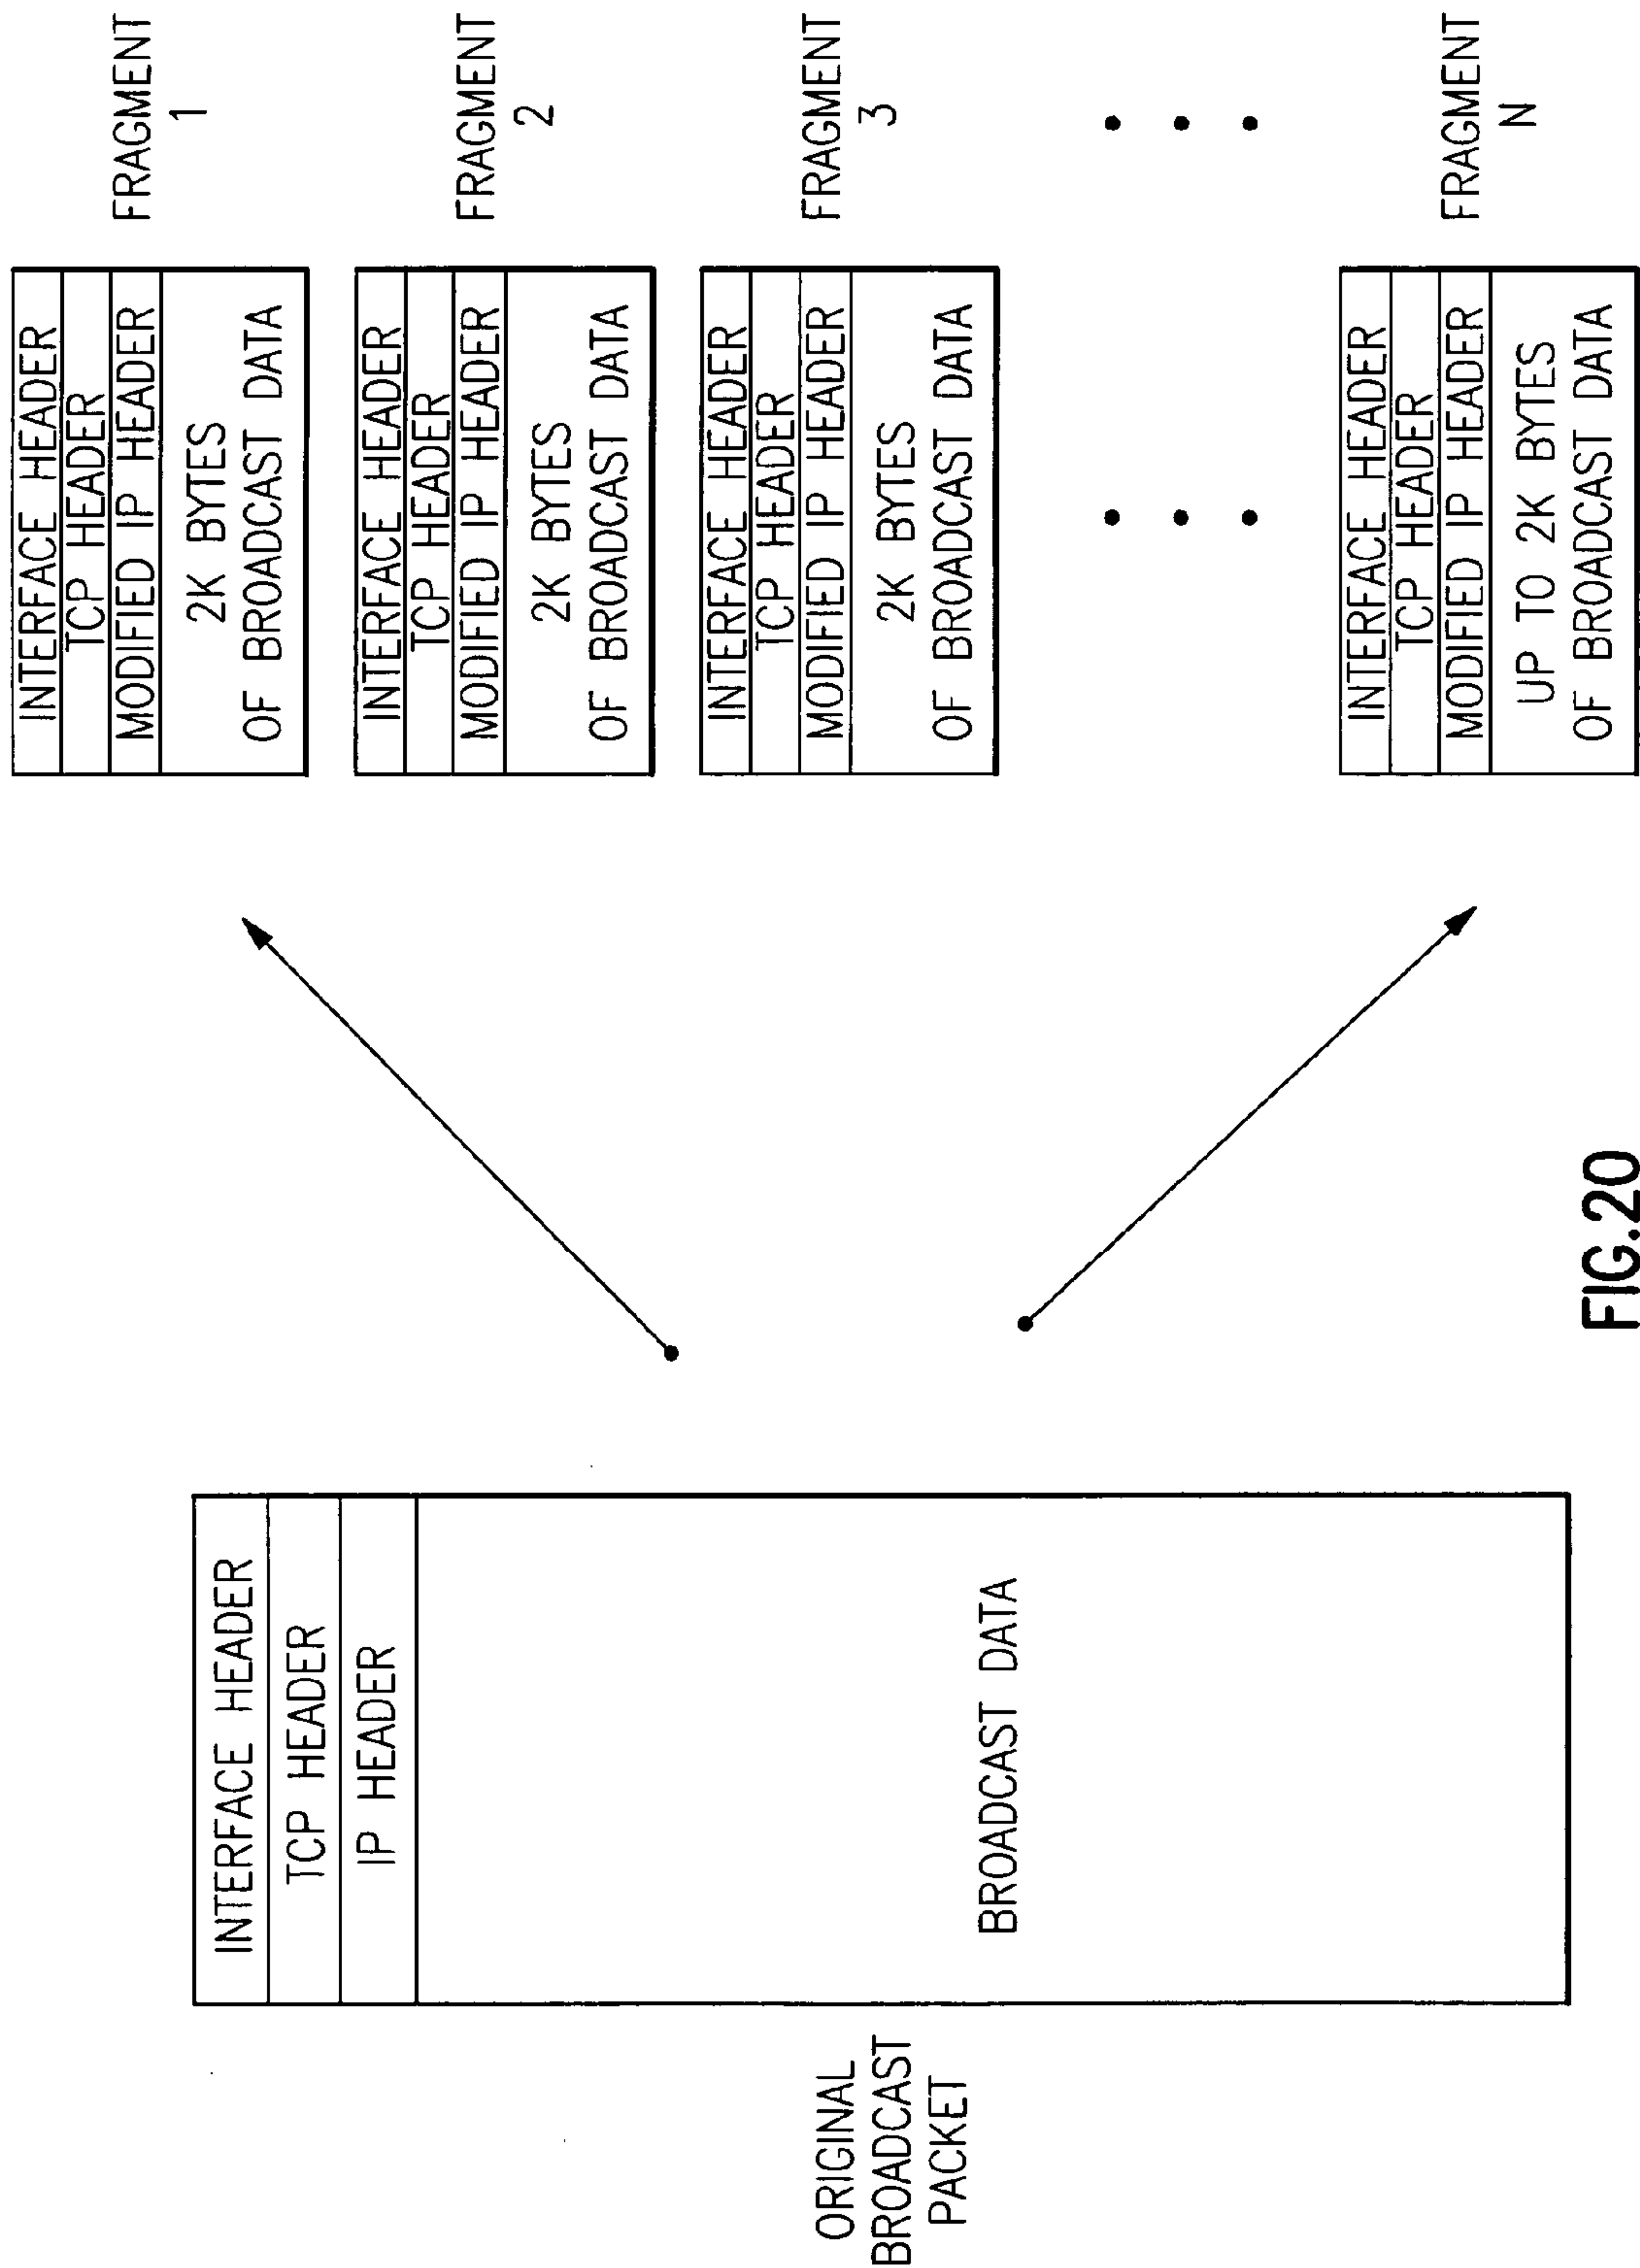 ORIGINAL
BROADCAST
PACKET
INTERFACE HEADER
TCP HEADER
IP HEADER
BROADCAST DATA
INTERFACE HEADER
TCP HEADER
MODIFIED IP HEADER
2K BYTES
OF BROADCAST DATA
FRAGMENT
1
INTERFACE HEADER
TCP HEADER
MODIFIED IP HEADER
2K BYTES
OF BROADCAST DATA
FRAGMENT
2
INTERFACE HEADER
TCP HEADER
MODIFIED IP HEADER
2K BYTES
OF BROADCAST DATA
FRAGMENT
3
INTERFACE HEADER
TCP HEADER
MODIFIED IP HEADER
UP TO 2K BYTES
OF BROADCAST DATA
FRAGMENT
N
FIG.20